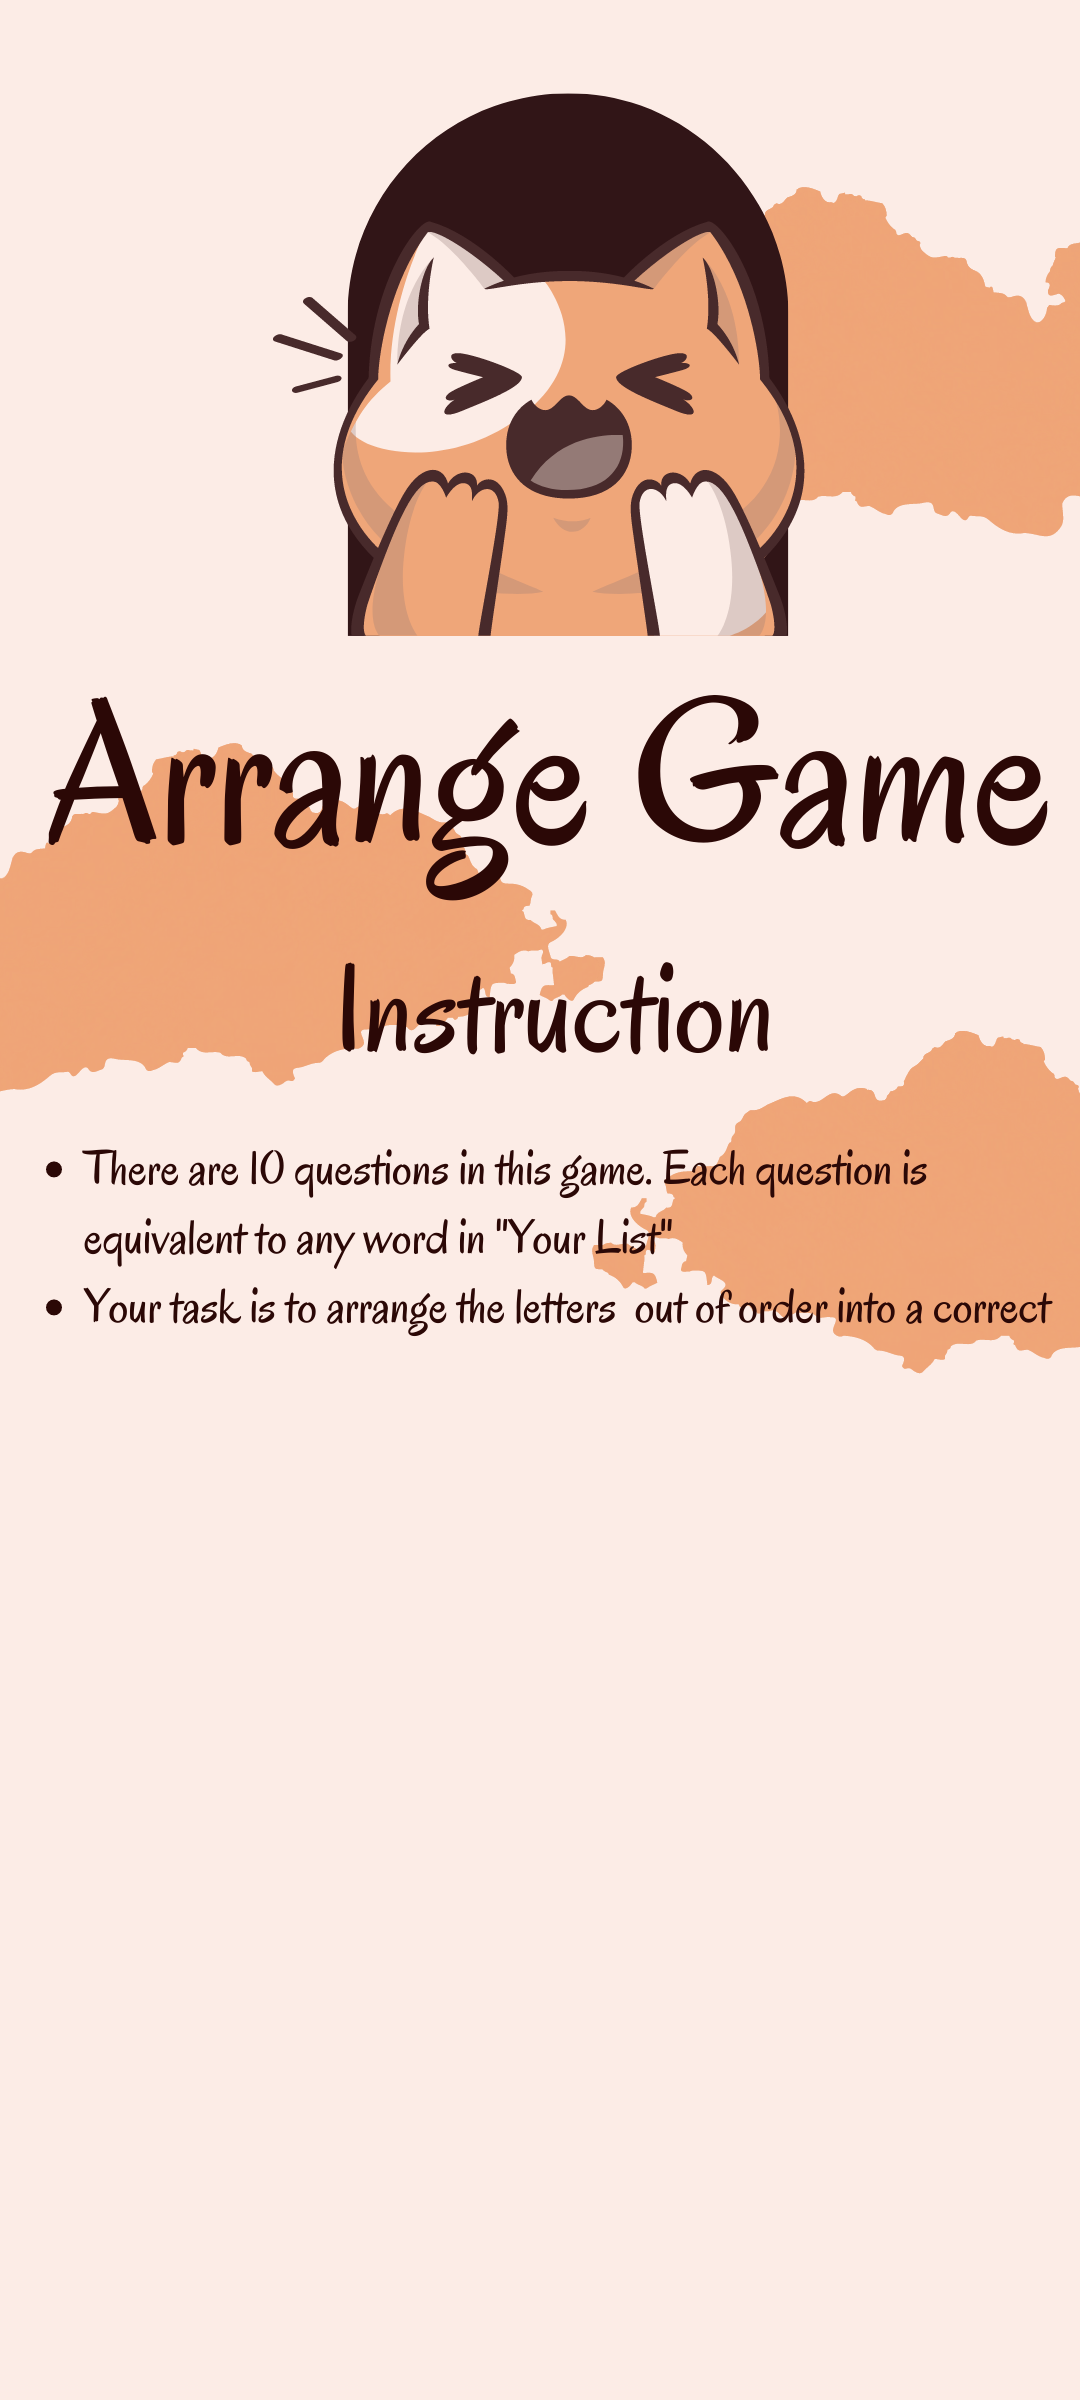 Arrange Game
Instruction
• There are 10 questions in this game. Each question is
equivalent to any word in "Your List"
• Your task is to arrange the letters  out of order into a correct